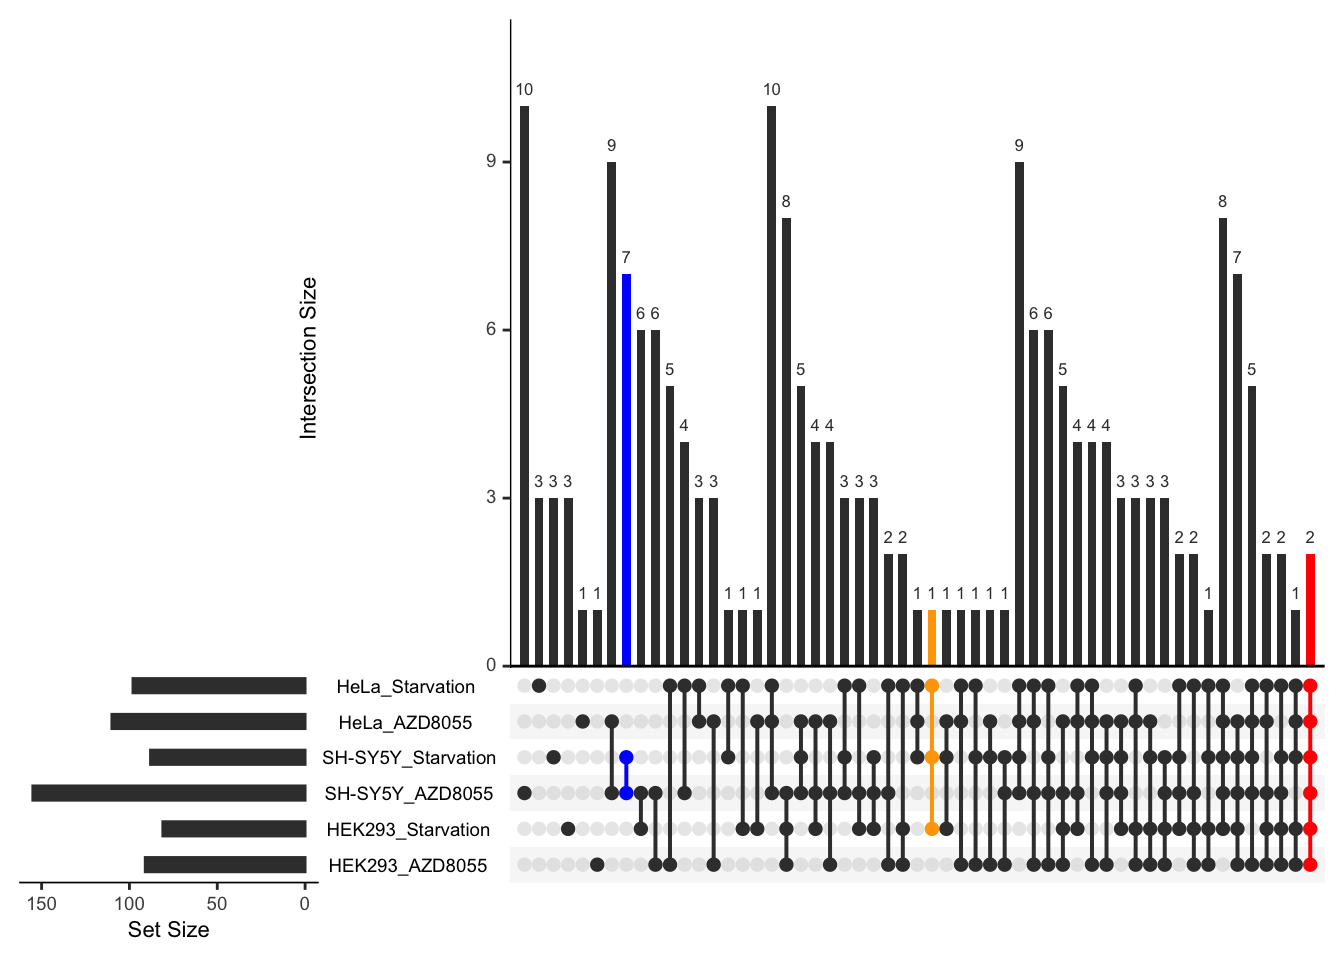 10 3 3 3 1 1 9 7 6 6 5 4 3 3 1 1 1 10 8 5 4 4 3 3 3 2 2 1 1 1 1 1 1 1 9 6 6 5 4 4 4 3 3 3 3 2 2 1 8 7 5 2 2 1 2
9
6
3
0
Intersection Size
HeLa_Starvation
HeLa_AZD8055
SH-SY5Y_Starvation
SH-SY5Y_AZD8055
HEK293_Starvation
HEK293_AZD8055
150 100 50 0
Set Size